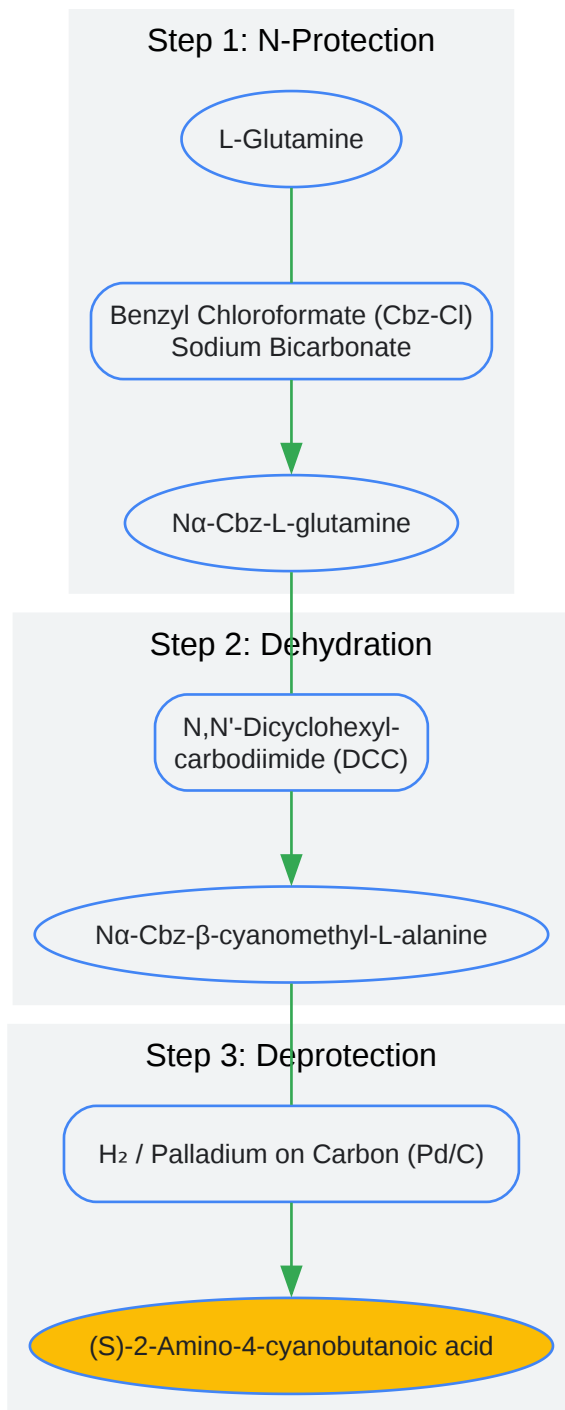 Step 1: N-Protection
L-Glutamine
Benzyl Chloroformate (Cbz-Cl)
Sodium Bicarbonate
Nα-Cbz-L-glutamine
Step 2: Dehydration
N,N'-Dicyclohexyl-
carbodiimide (DCC)
Nα-Cbz-β-cyanomethyl-L-alanine
Step 3: Deprotection
H₂ / Palladium on Carbon (Pd/C)
(S)-2-Amino-4-cyanobutanoic acid